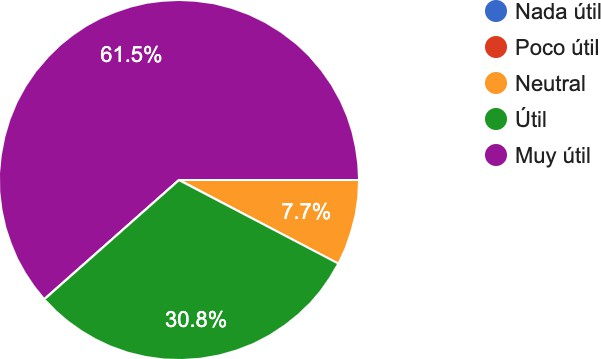 61.5%
7.7%
30.8%
Nada útil
Poco útil
Neutral
Útil
Muy útil